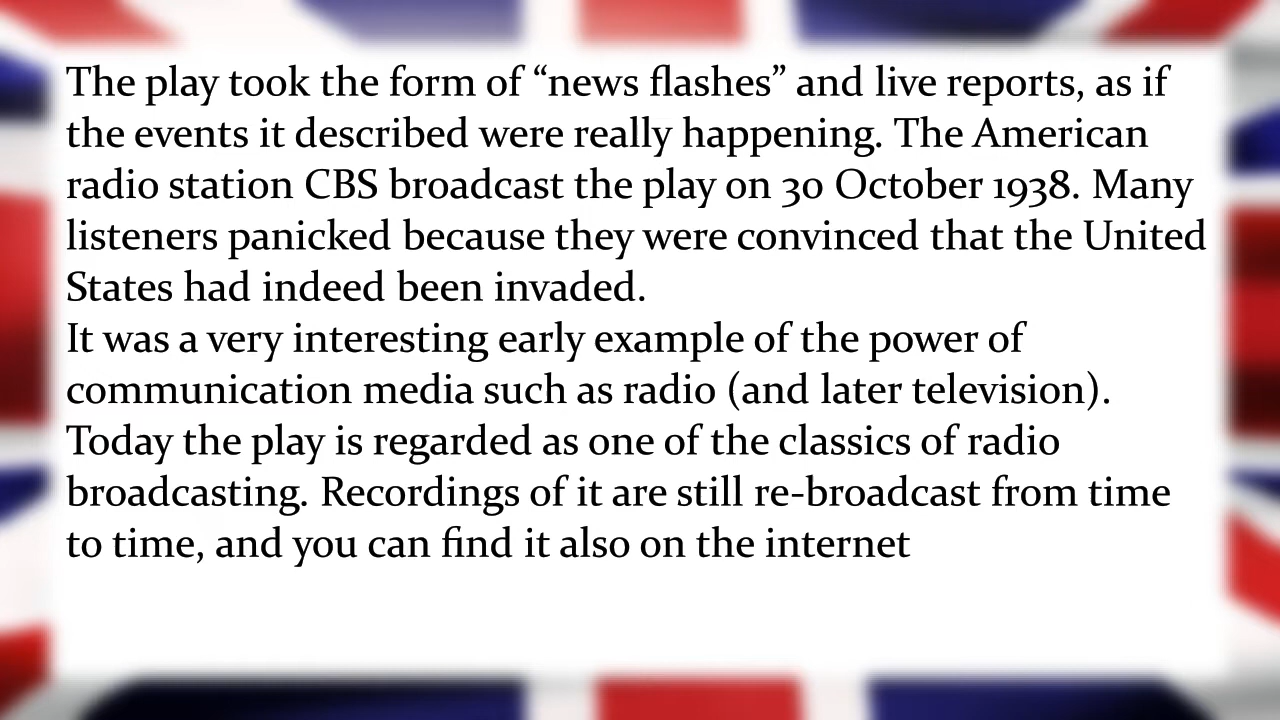 The play took the form of “news flashes” and live reports, as if
the events it described were really happening. The American
radio station CBS broadcast the play on 30 October 1938. Many
listeners panicked because they were convinced that the United
States had indeed been invaded.
It was a very interesting early example of the power of
communication media such as radio (and later television).
Today the play is regarded as one of the classics of radio
broadcasting. Recordings of it are still re-broadcast from time
to time, and you can find it also on the internet